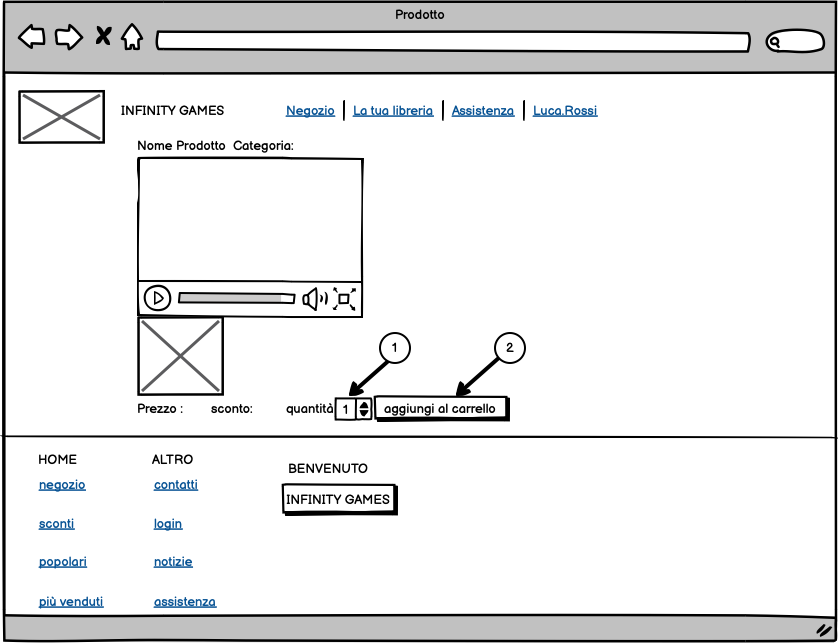 Prodotto
INFINITY GAMES Negozio La tua libreria Assistenza Luca.Rossi
Nome Prodotto Categoria:
1 2
Prezzo : sconto: quantità 1 aggiungi al carrello
HOME ALTRO
BENVENUTO
negozio contatti
INFINITY GAMES
sconti login
popolari notizie
più venduti assistenza